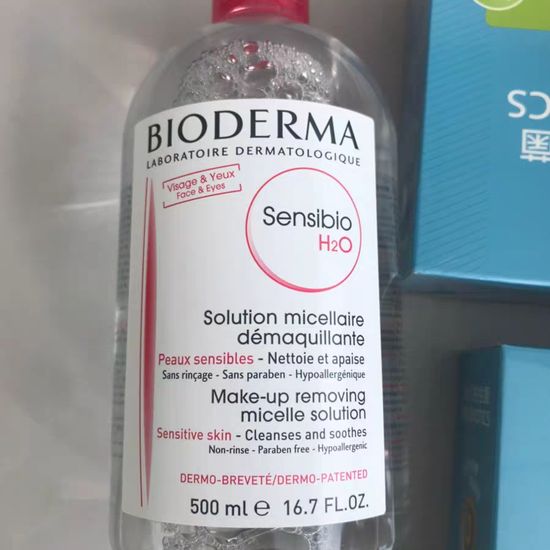 BIODERMA
LABORATOIRE DERMATOLOGIQUE
Visage & Yeux
Face & Eyes
Sensibio
H2O
Solution micellaire
démaquillante
Peaux sensibles - Nettoie et apaise
Sans rinçage - Sans paraben - Hypoallergénique
Make-up removing
micelle solution
Sensitive skin - Cleanses and soothes
Non-rinse - Paraben free - Hypoallergenic
DERMO-BREVETÉ/DERMO-PATENTED
500 ml e 16.7 FL.OZ.
CS
菌